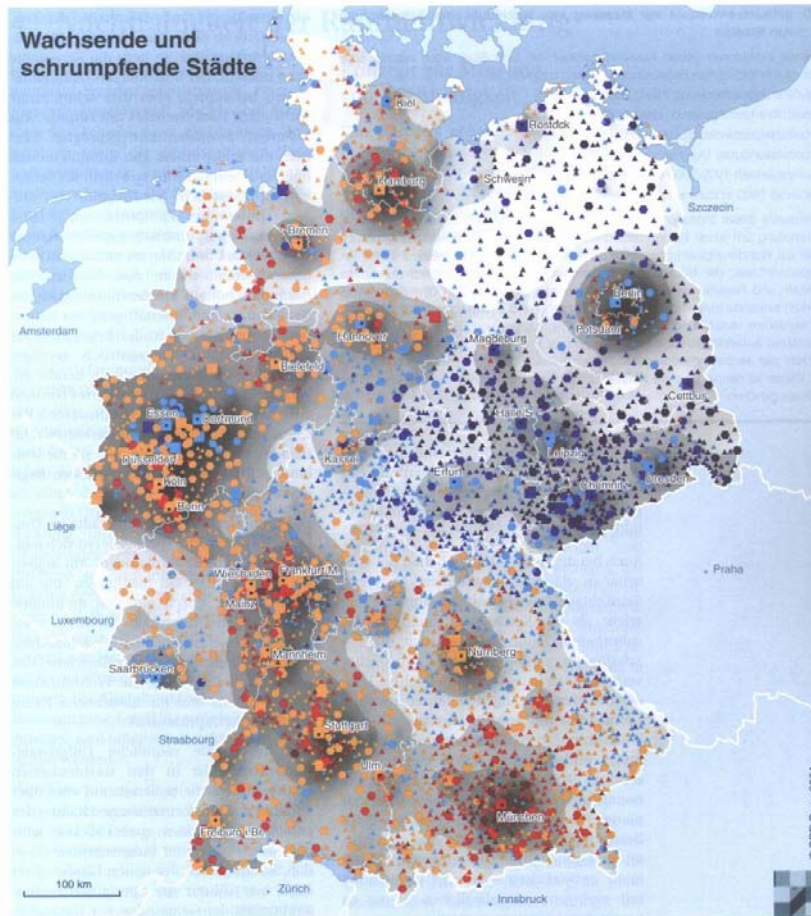 Wachsende und
schrumpfende Städte
Kiel
Rostock
Hamburg
Schwerin
Szczecin
Bremen
Berlin
Amsterdam
Hannover
Potsdam
Magdeburg
Bielefeld
Cottbus
Essen
Dortmund
Halle/S.
Leipzig
Düsseldorf
Kassel
Köln
Erfurt
Chemnitz
Dresden
Bonn
Liège
Praha
Wiesbaden
Frankfurt/M.
Mainz
Luxembourg
Mannheim
Nürnberg
Saarbrücken
Stuttgart
Strasbourg
Ulm
München
Freiburg i.Br.
100 km
Zürich
Innsbruck